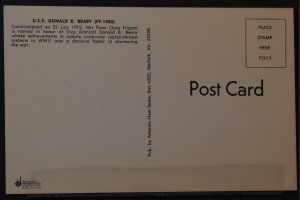 U.S.S. DONALD B. BEARY (FF-1085)
Commissioned on 22 July 1972, this Knox Class Frigate
is named in honor of Vice Admiral Donald B. Beary
whose achievements in mobile underway replenishment
systems in WWII was a decisive factor in shortening
the war.
Pub. by Atlantic Fleet Sales, Box 6202, Norfolk, Va. 23508
PLACE
STAMP
HERE
Post Card